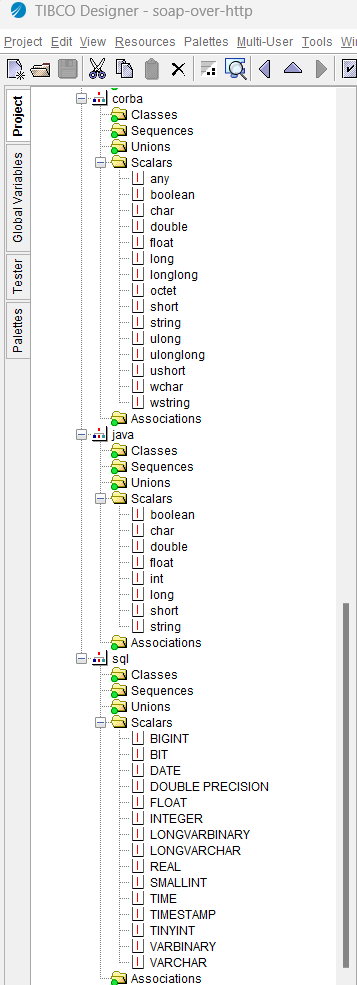 TIBCO Designer - soap-over-http
Project Edit View Resources Palettes Multi-User Tools Wi
Project
Global Variables
Tester
Palettes
corba
Classes
Sequences
Unions
Scalars
any
boolean
char
double
float
long
longlong
octet
short
string
ulong
ulonglong
ushort
wchar
wstring
Associations
java
Classes
Sequences
Unions
Scalars
boolean
char
double
float
int
long
short
string
Associations
sql
Classes
Sequences
Unions
Scalars
BIGINT
BIT
DATE
DOUBLE PRECISION
FLOAT
INTEGER
LONGVARBINARY
LONGVARCHAR
REAL
SMALLINT
TIME
TIMESTAMP
TINYINT
VARBINARY
VARCHAR
Associations